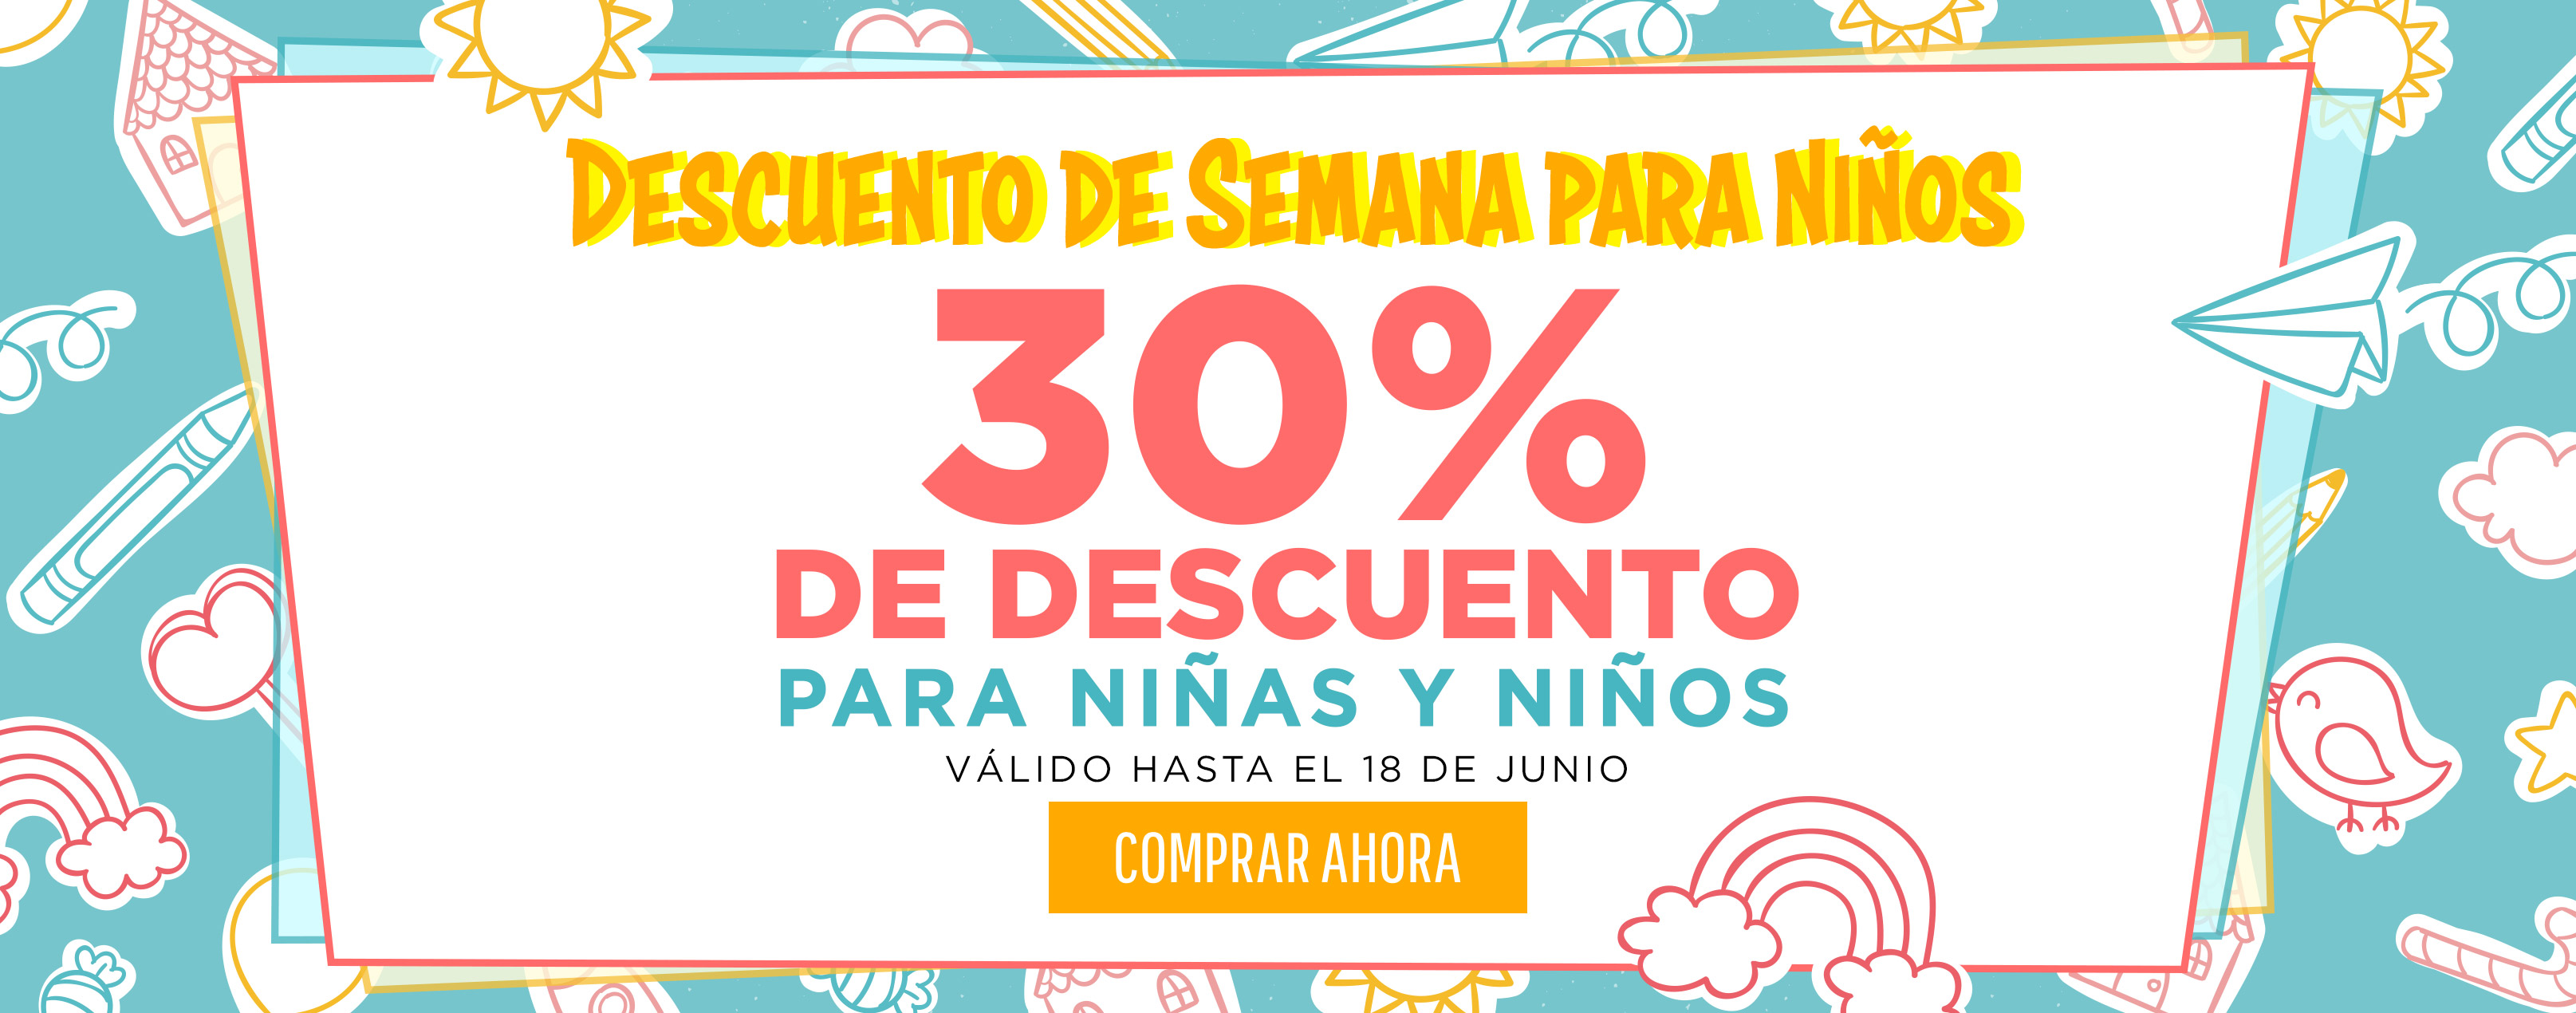 Descuento de Semana para Niños
30%
DE DESCUENTO
PARA NIÑAS Y NIÑOS
VÁLIDO HASTA EL 18 DE JUNIO
COMPRAR AHORA